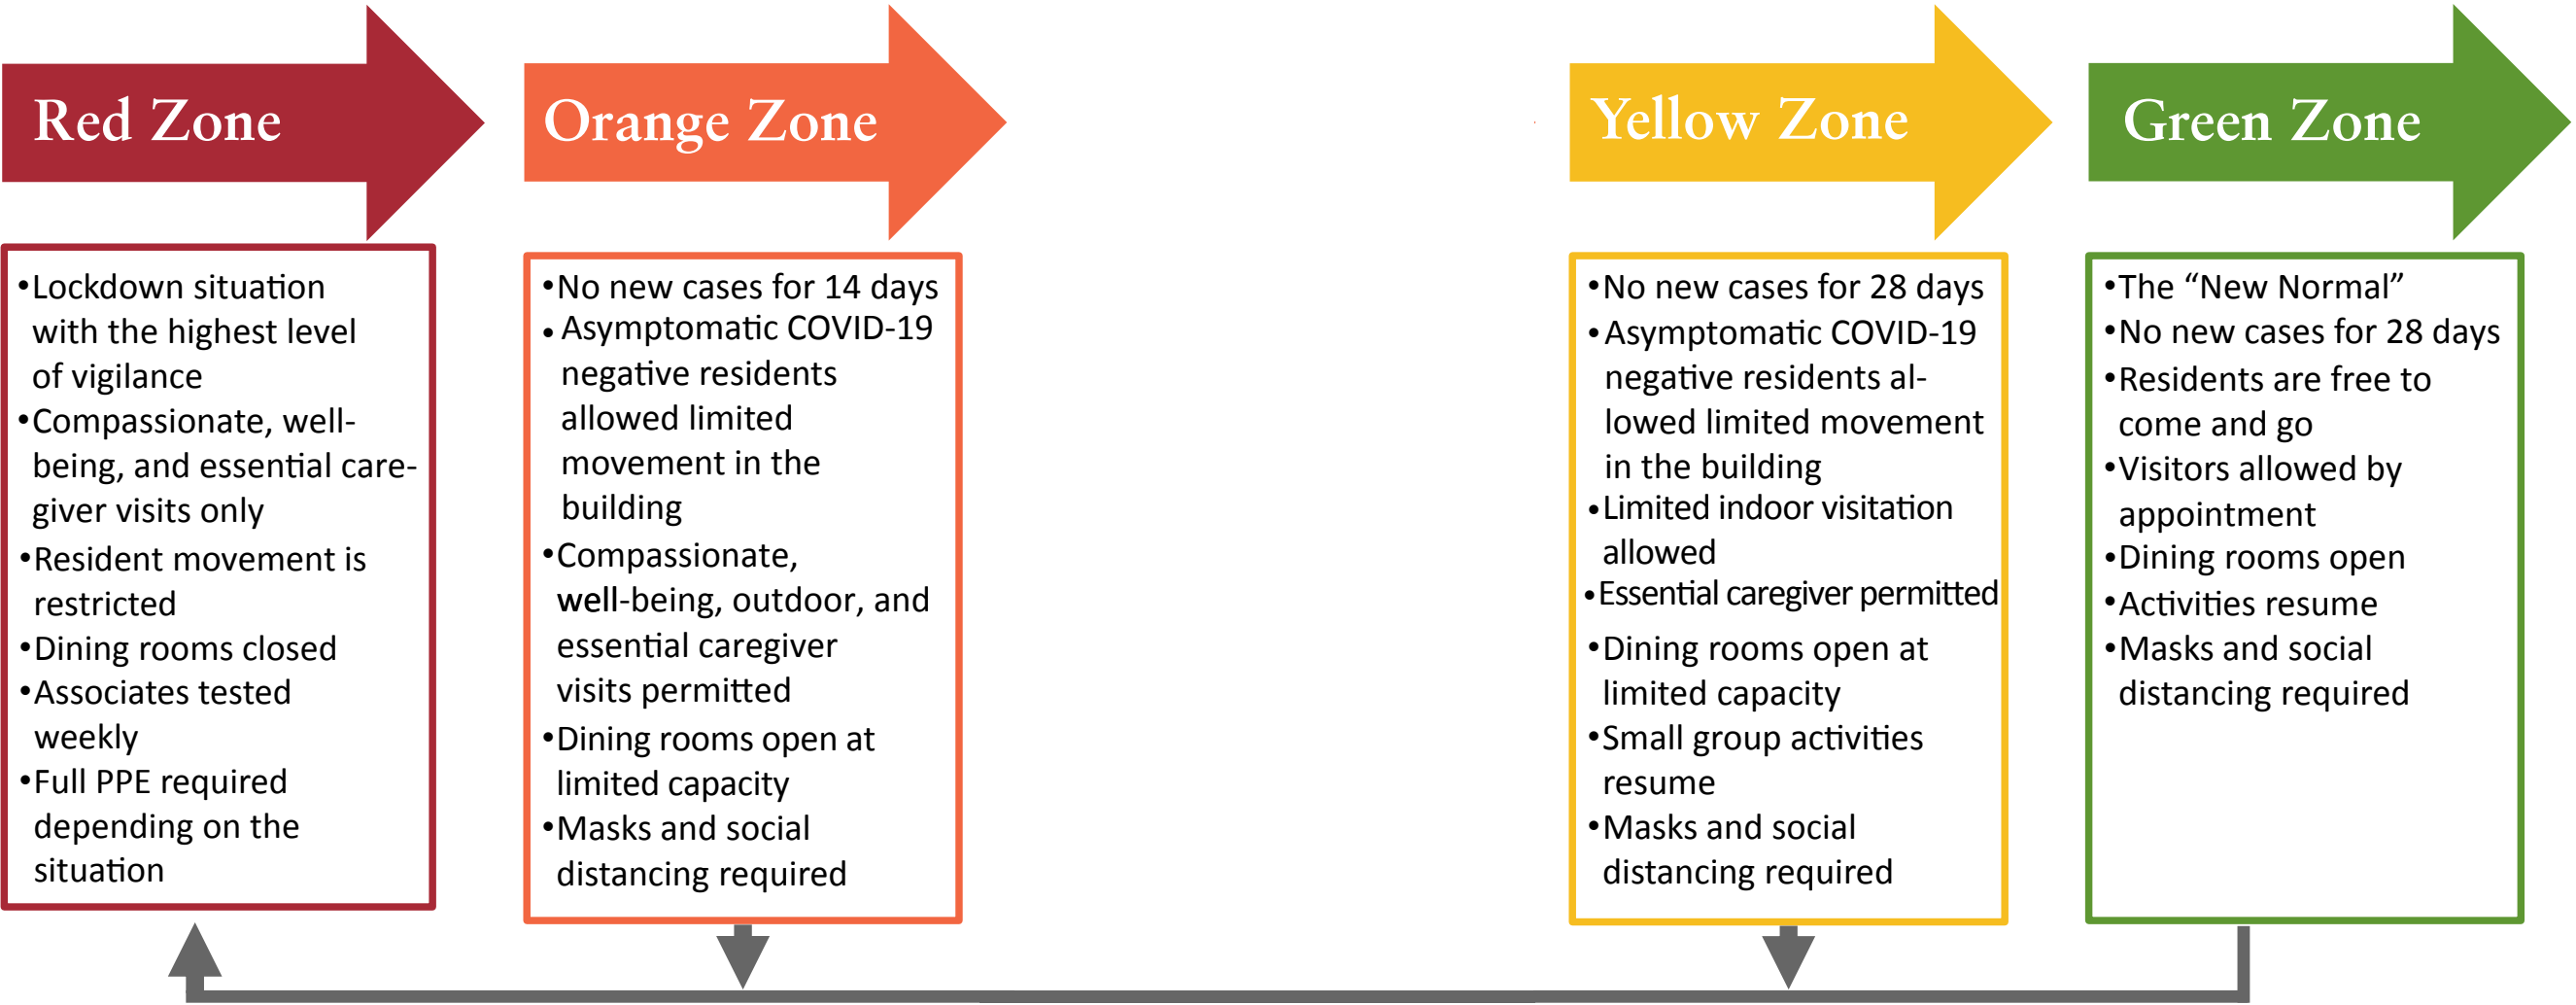 Red Zone
•Lockdown situation
with the highest level
of vigilance
•Compassionate, well-
being, and essential care-
giver visits only
•Resident movement is
restricted
•Dining rooms closed
•Associates tested
weekly
•Full PPE required
depending on the
situation
Orange Zone
•No new cases for 14 days
• Asymptomatic COVID-19
negative residents
allowed limited
movement in the
building
•Compassionate,
well-being, outdoor, and
essential caregiver
visits permitted
•Dining rooms open at
limited capacity
•Masks and social
distancing required
Yellow Zone
•No new cases for 28 days
•Asymptomatic COVID-19
negative residents al-
lowed limited movement
in the building
•Limited indoor visitation
allowed
•Essential caregiver permitted
•Dining rooms open at
limited capacity
•Small group activities
resume
•Masks and social
distancing required
Green Zone
•The “New Normal”
•No new cases for 28 days
•Residents are free to
come and go
•Visitors allowed by
appointment
•Dining rooms open
•Activities resume
•Masks and social
distancing required